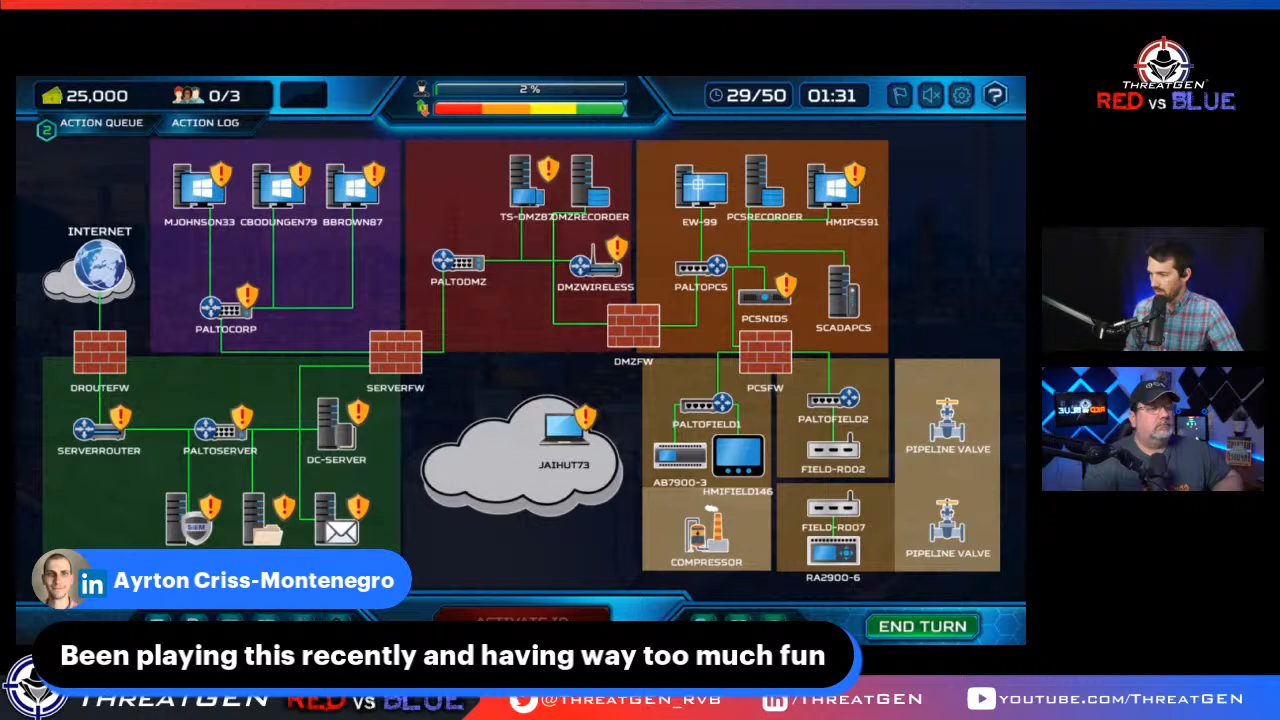 THREATGEN
RED VS BLUE
25,000
0/3
2 %
29/50
01:31
?
2
ACTION QUEUE
ACTION LOG
MJOHNSON33
CBODUNGEN79
BBROWN87
TS-DMZ87
DMZRECORDER
EW-99
PCSRECORDER
HMIPCS91
INTERNET
PALTODMZ
DMZWIRELESS
PALTOPCS
PALTOCORP
PCSNIDS
SCADAPCS
DMZFW
DROUTEFW
SERVERFW
PCSFW
PALTOFIELD1
PALTOFIELD2
SERVERROUTER
PALTOSERVER
DC-SERVER
JAIHUT73
FIELD-RD02
PIPELINE VALVE
AB7900-3
HMIFIELD146
SIEM
FIELD-RD07
COMPRESSOR
PIPELINE VALVE
RA2900-6
in
Ayrton Criss-Montenegro
END TURN
Been playing this recently and having way too much fun
THREATGEN RED VS BLUE
@THREATGEN_RVB
in /THREATGEN
YOUTUBE.COM/THREATGEN